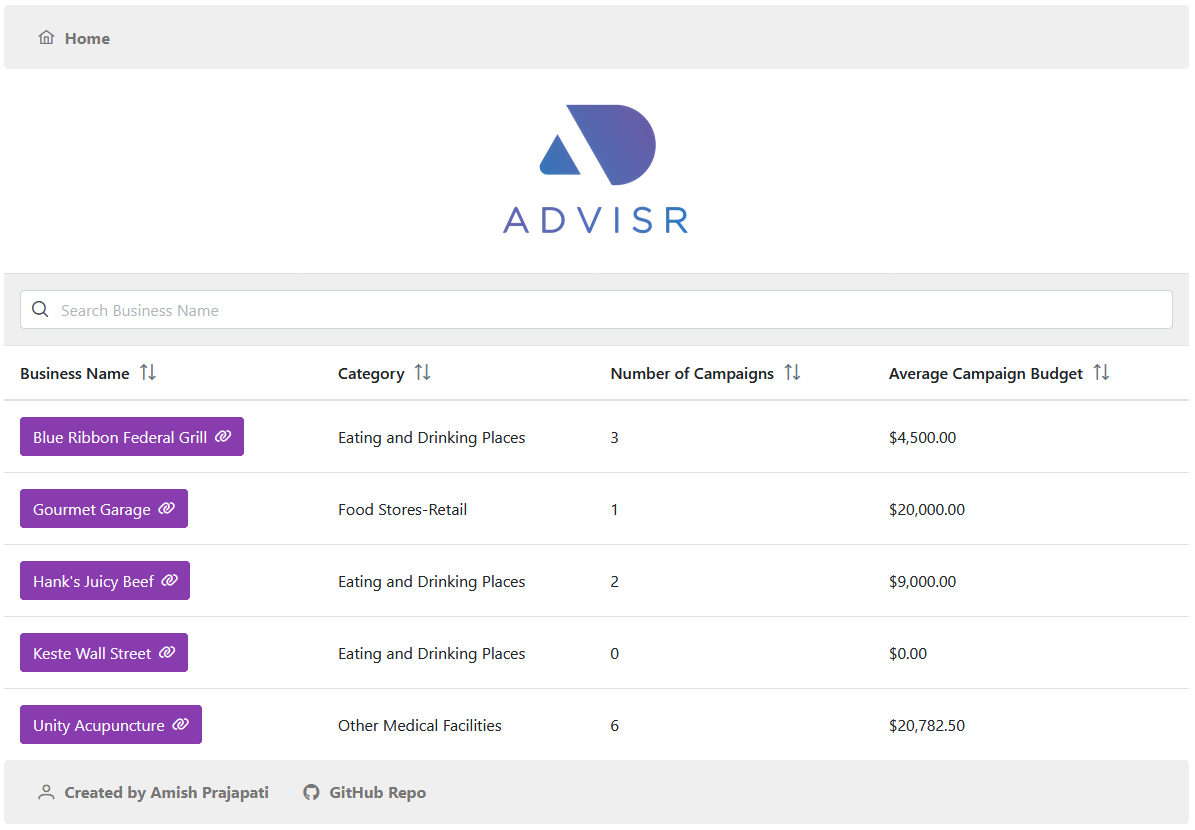 Home
ADVISR
Search Business Name
Business Name Category Number of Campaigns Average Campaign Budget
Blue Ribbon Federal Grill Eating and Drinking Places 3 $4,500.00
Gourmet Garage Food Stores-Retail 1 $20,000.00
Hank's Juicy Beef Eating and Drinking Places 2 $9,000.00
Keste Wall Street Eating and Drinking Places 0 $0.00
Unity Acupuncture Other Medical Facilities 6 $20,782.50
Created by Amish Prajapati GitHub Repo